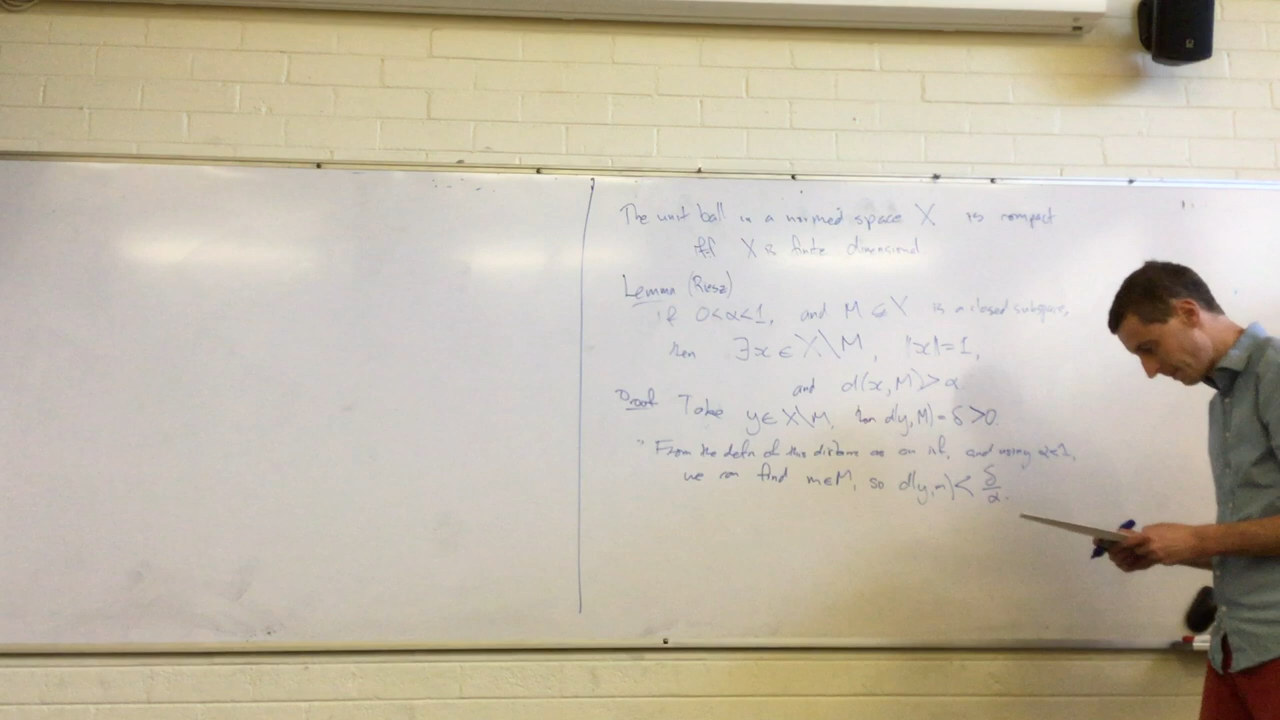 The unit ball in a normed space X is compact
iff X is finite dimensional
Lemma (Riesz)
if 0<α<1, and M ⊊ X is a closed subspace,
then ∃x ∈ X\M, ||x||=1,
and d(x,M)>α
Proof Take y∈X\M, then d(y,M)=δ>0.
From the defn of the distance as an inf, and using α<1,
we can find m∈M, so d(y,m)< δ/α.